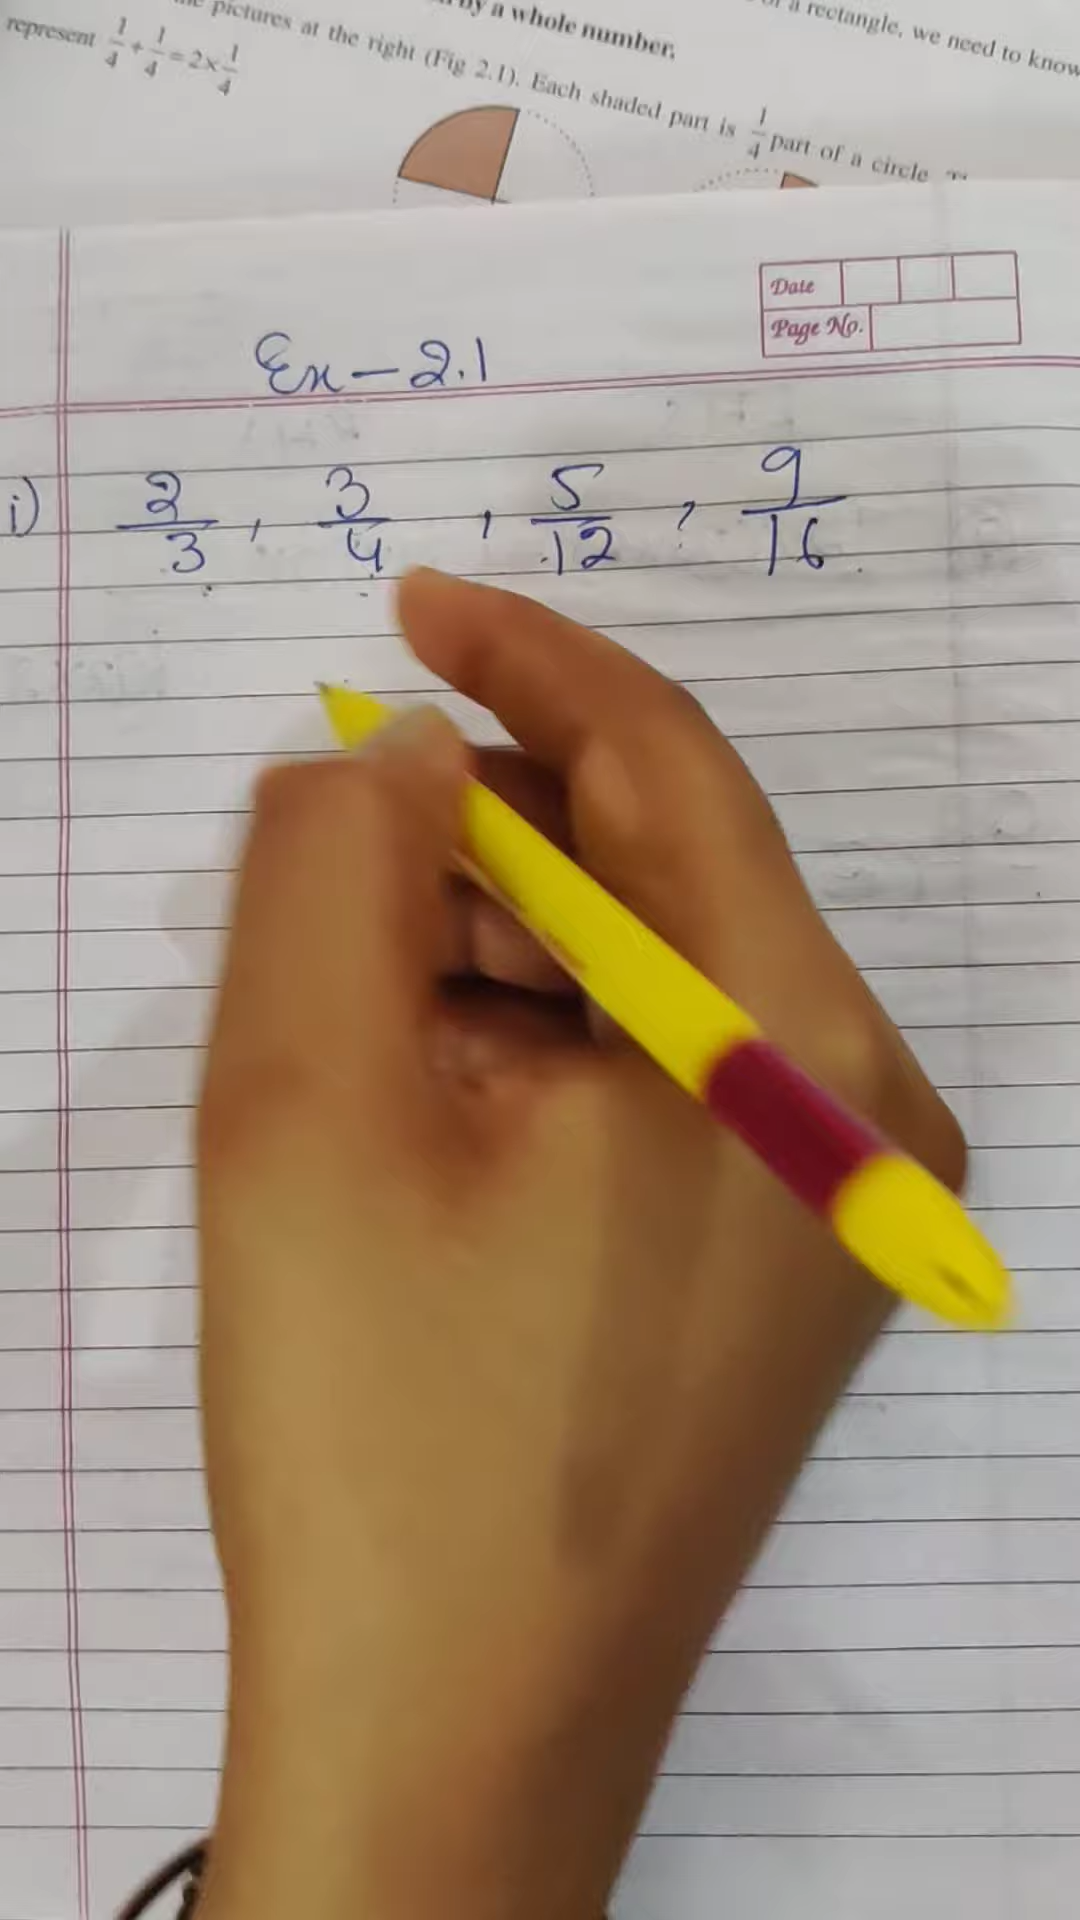 by a whole number.
of a rectangle, we need to know
pictures at the right (Fig 2.1). Each shaded part is 1/4 part of a circle
represent 1/4 + 1/4 = 2 × 1/4
Date
Page No.
Ex - 2.1
i) 2/3 , 3/4 , 5/12 , 9/16